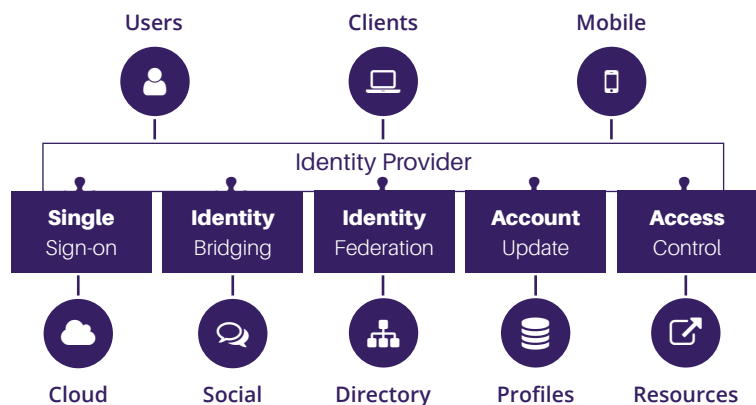 Users Clients Mobile
Identity Provider
Single Identity Identity Account Access
Sign-on Bridging Federation Update Control
Cloud Social Directory Profiles Resources